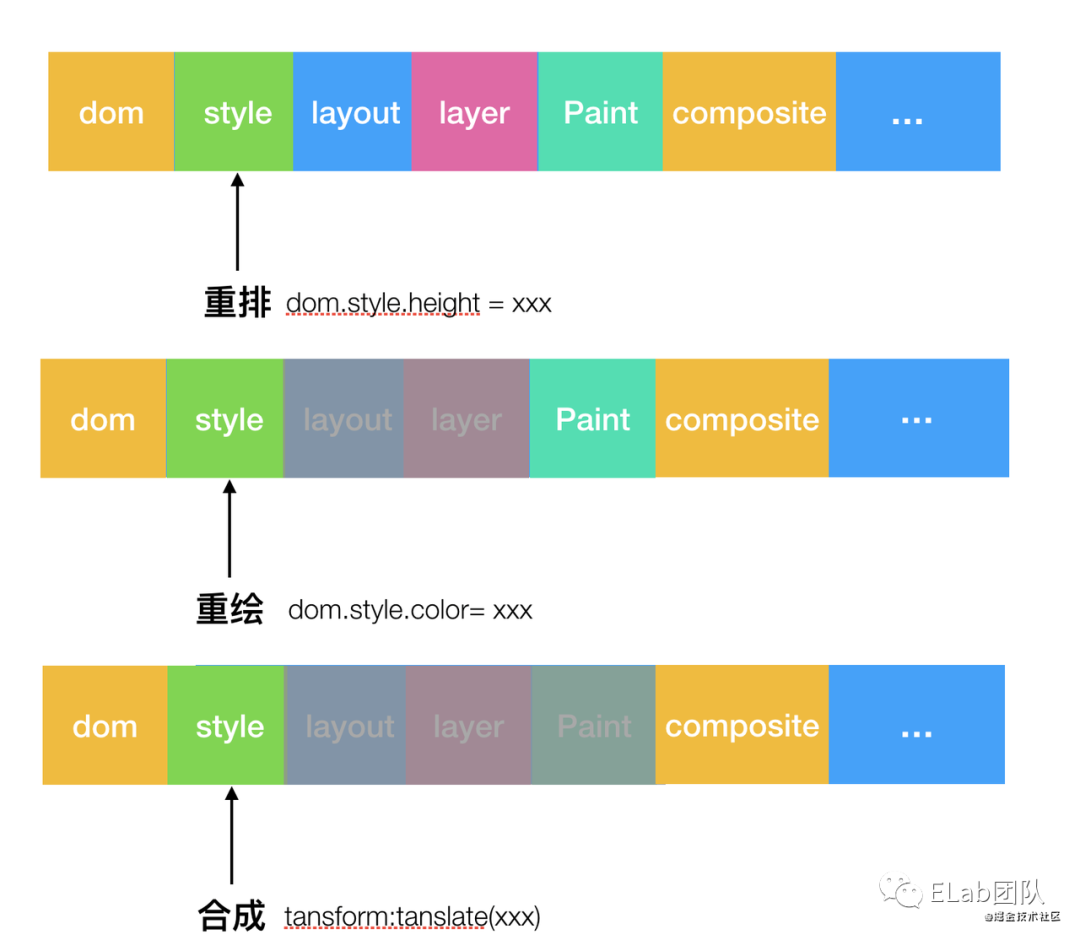 dom style layout layer Paint composite ...
重排 dom.style.height = xxx
dom style layout layer Paint composite ...
重绘 dom.style.color= xxx
dom style layout layer Paint composite ...
合成 tansform:tanslate(xxx)
ELab团队
@掘金技术社区